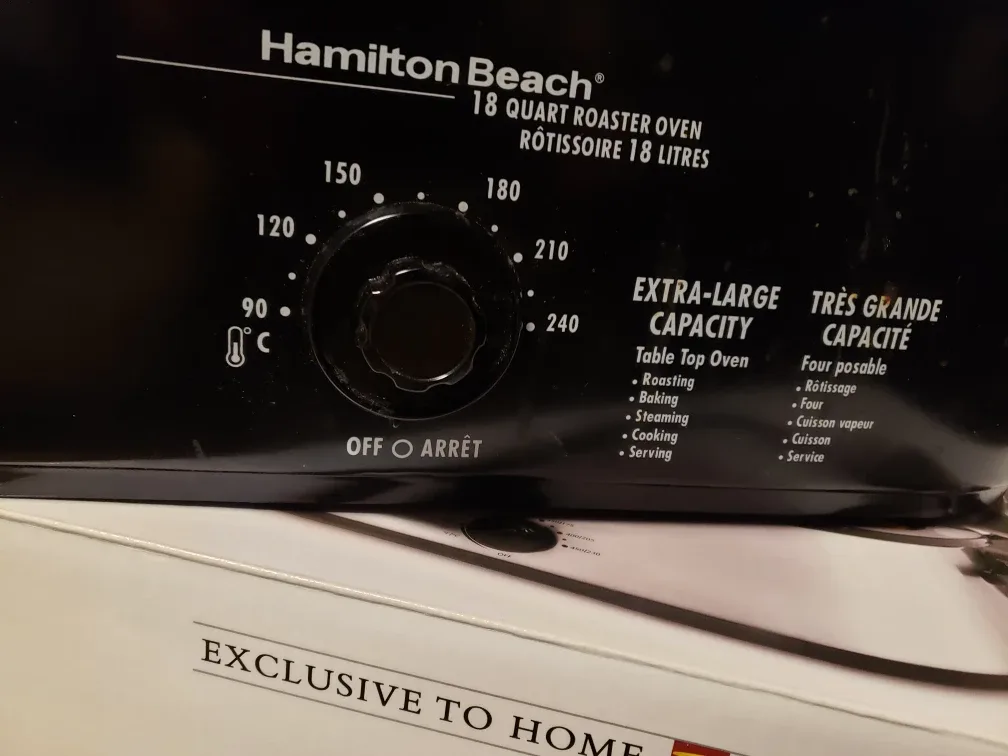 Hamilton Beach®
18 QUART ROASTER OVEN
RÔTISSOIRE 18 LITRES
150
180
120
210
90
240
° C
OFF ARRÊT
EXTRA-LARGE
CAPACITY
Table Top Oven
• Roasting
• Baking
• Steaming
• Cooking
• Serving
TRÈS GRANDE
CAPACITÉ
Four posable
• Rôtissage
• Four
• Cuisson vapeur
• Cuisson
• Service
OFF
EXCLUSIVE TO HOME